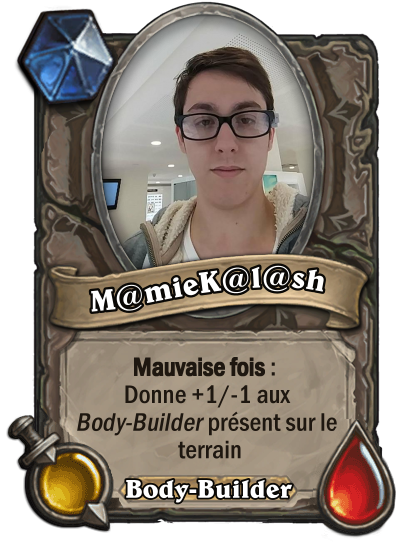 M@mieK@l@sh
Mauvaise fois :
Donne +1/-1 aux
Body-Builder présent sur le
terrain
Body-Builder